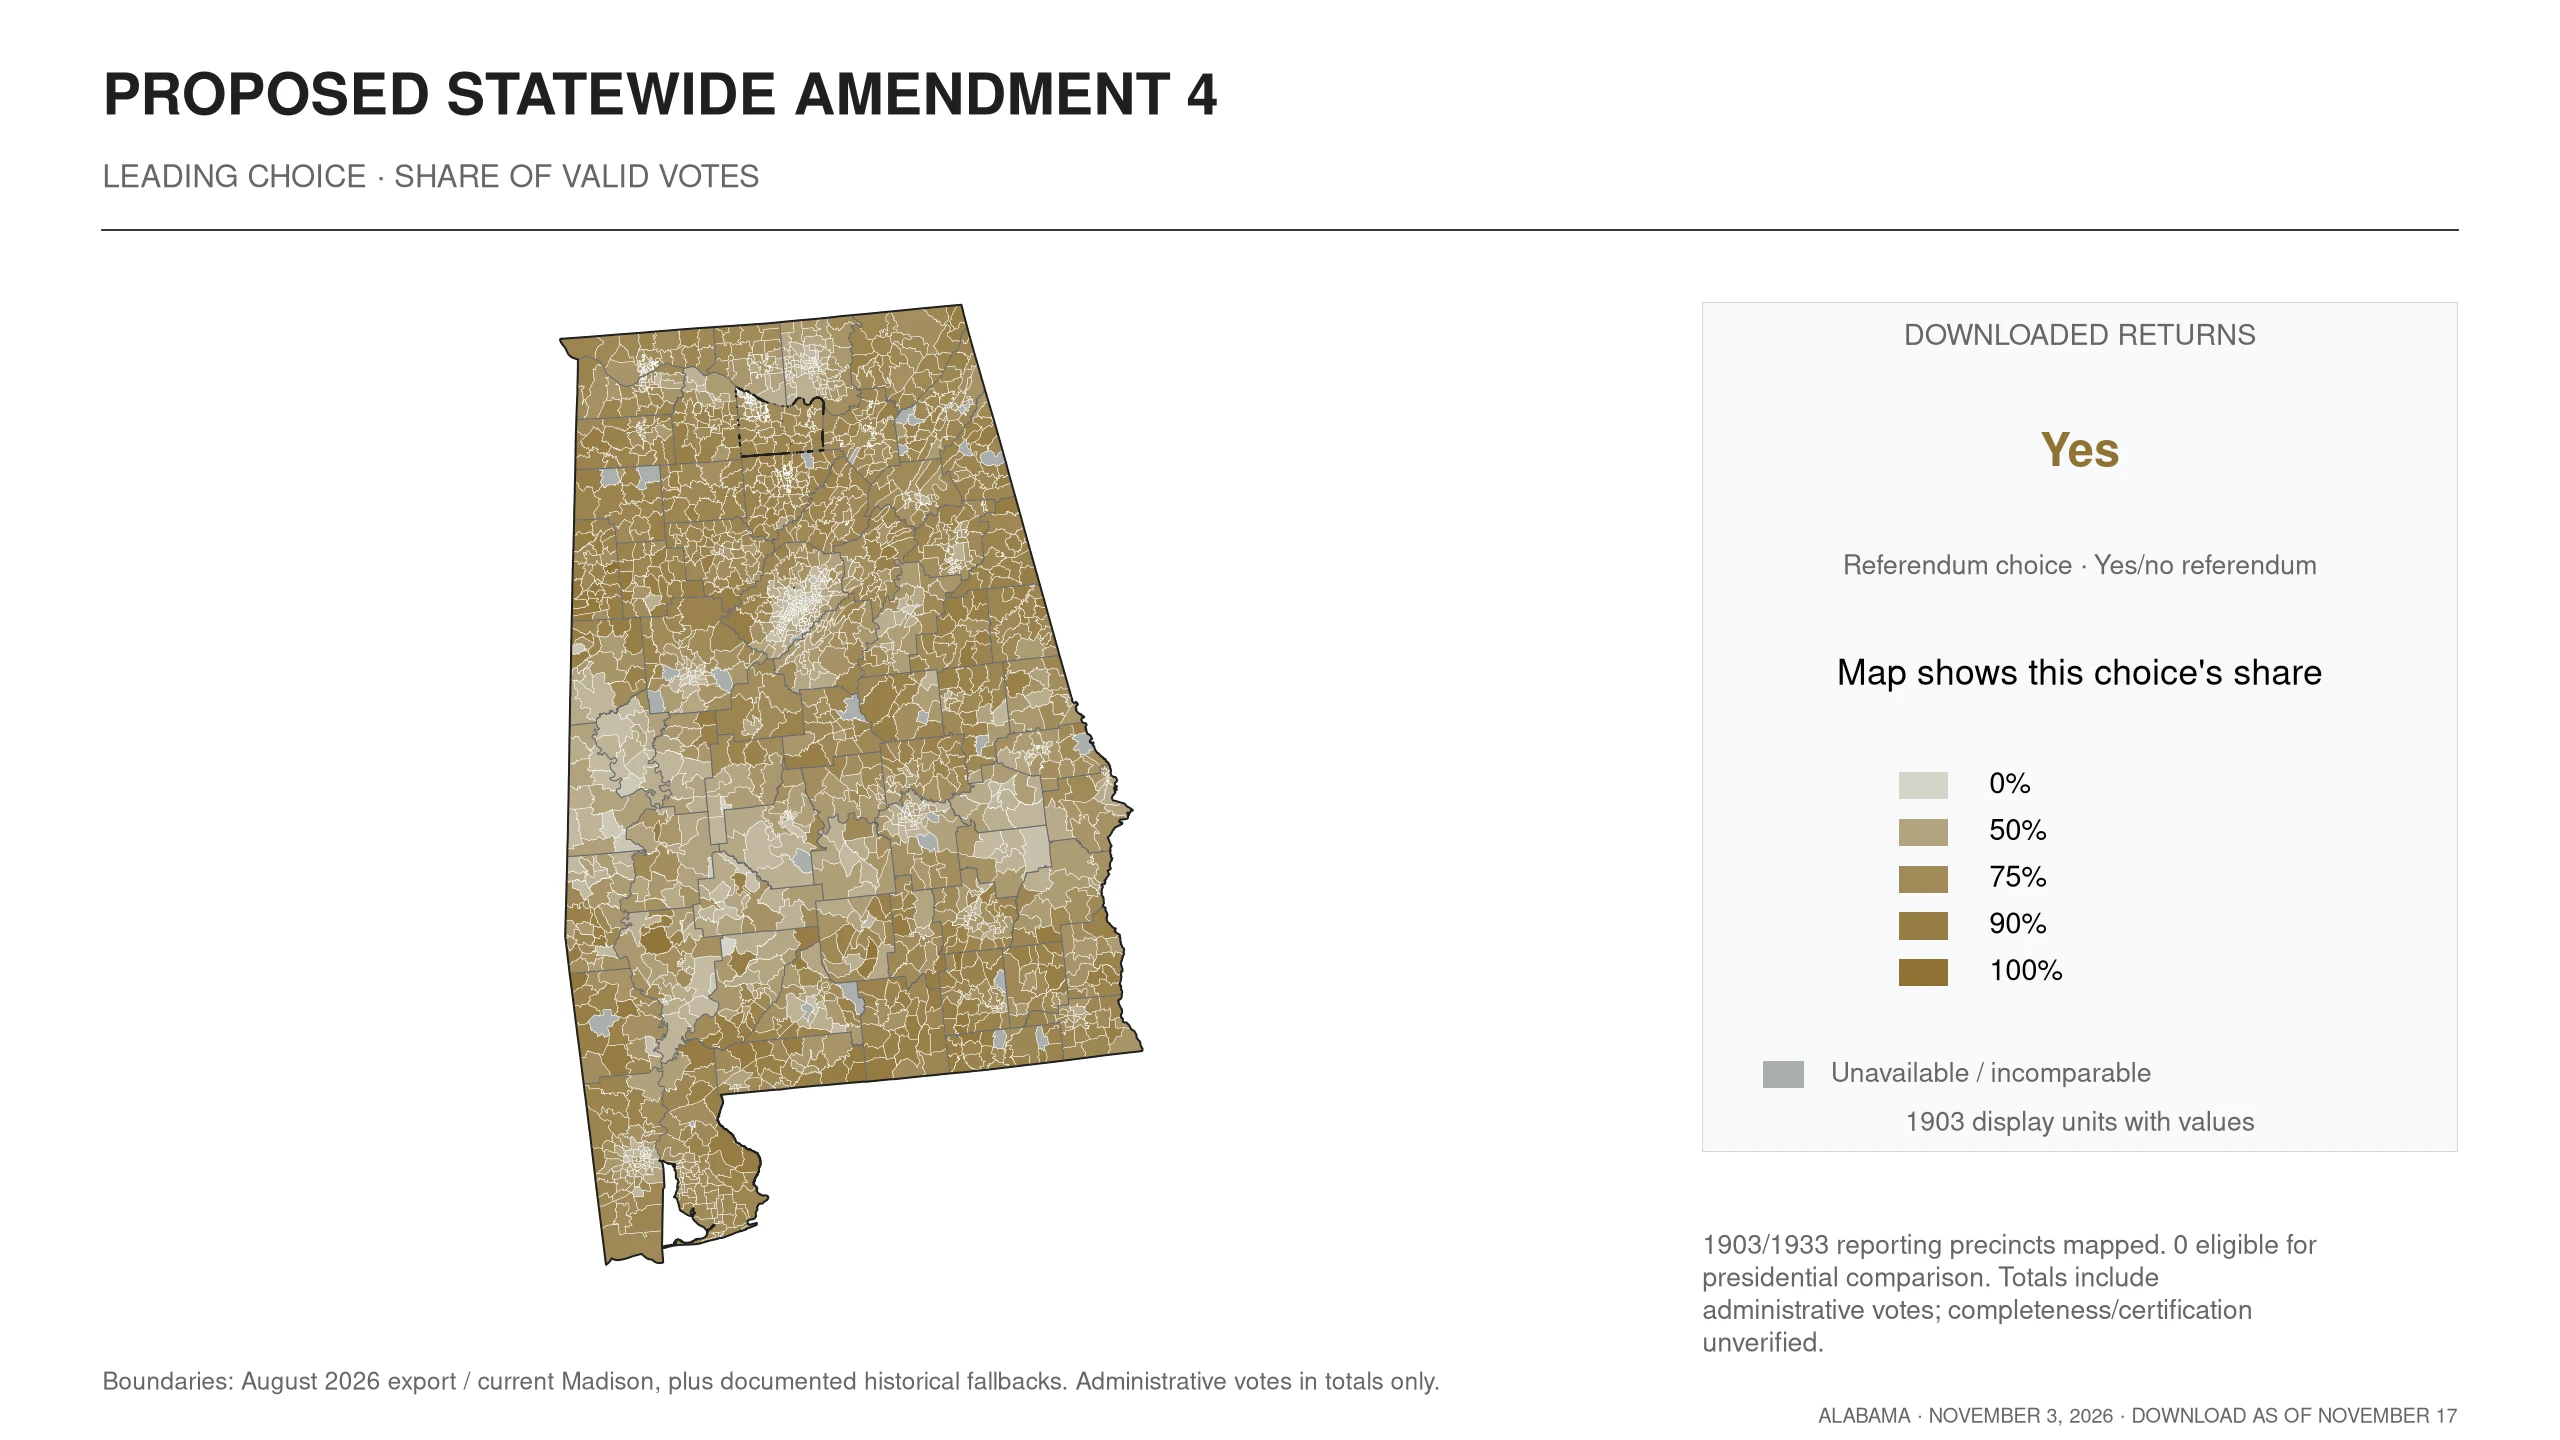 PROPOSED STATEWIDE AMENDMENT 4
LEADING CHOICE · SHARE OF VALID VOTES
DOWNLOADED RETURNS
Yes
Referendum choice · Yes/no referendum
Map shows this choice's share
0%
50%
75%
90%
100%
Unavailable / incomparable
1903 display units with values
1903/1933 reporting precincts mapped. 0 eligible for
presidential comparison. Totals include
administrative votes; completeness/certification
unverified.
Boundaries: August 2026 export / current Madison, plus documented historical fallbacks. Administrative votes in totals only.
ALABAMA · NOVEMBER 3, 2026 · DOWNLOAD AS OF NOVEMBER 17